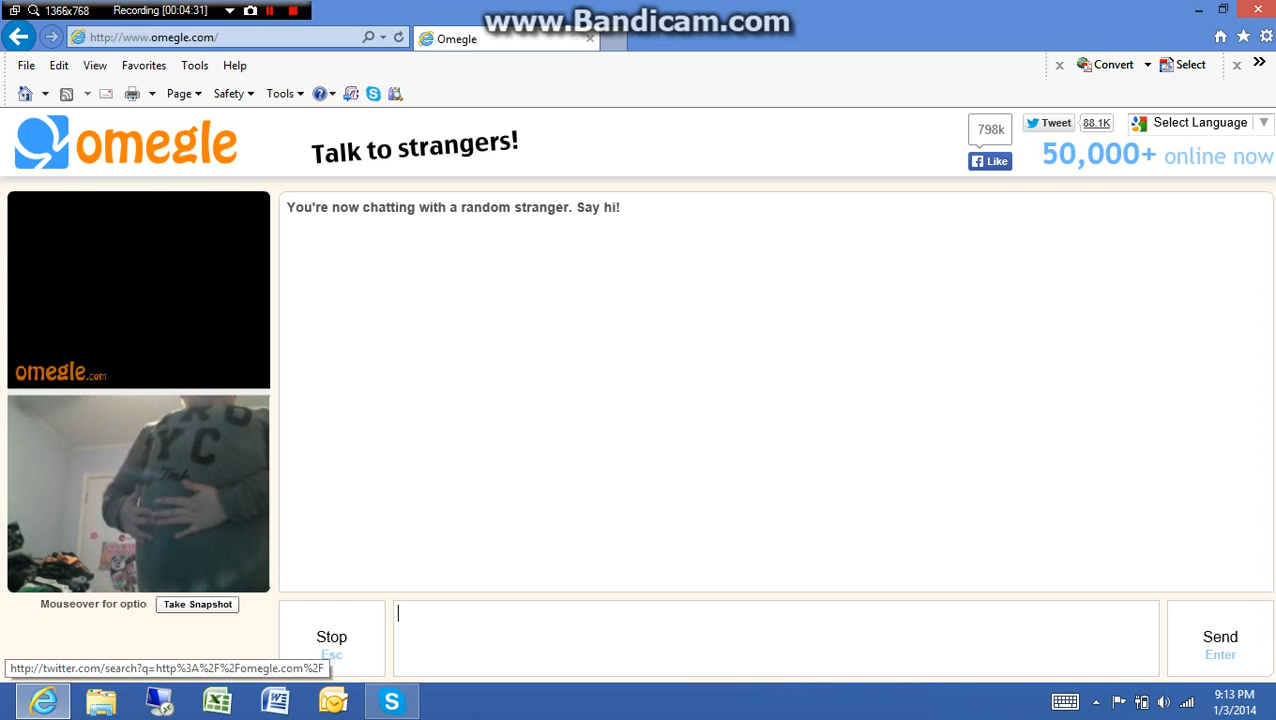 1366x768 Recording [00:04:31]
www.Bandicam.com
http://www.omegle.com/
Omegle
File Edit View Favorites Tools Help
Convert Select
Page Safety Tools
omegle
Talk to strangers!
798k
Like
Tweet 88.1K
Select Language
50,000+ online now
You're now chatting with a random stranger. Say hi!
omegle.com
YC
Mouseover for optio Take Snapshot
Stop
Esc
Send
Enter
http://twitter.com/search?q=http%3A%2F%2Fomegle.com%2F
9:13 PM
1/3/2014